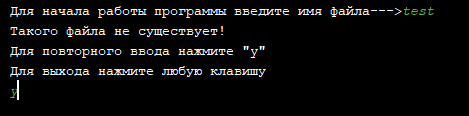 Для начала работы программы введите имя файла--->test
Такого файла не существует!
Для повторного ввода нажмите "y"
Для выхода нажмите любую клавишу
y